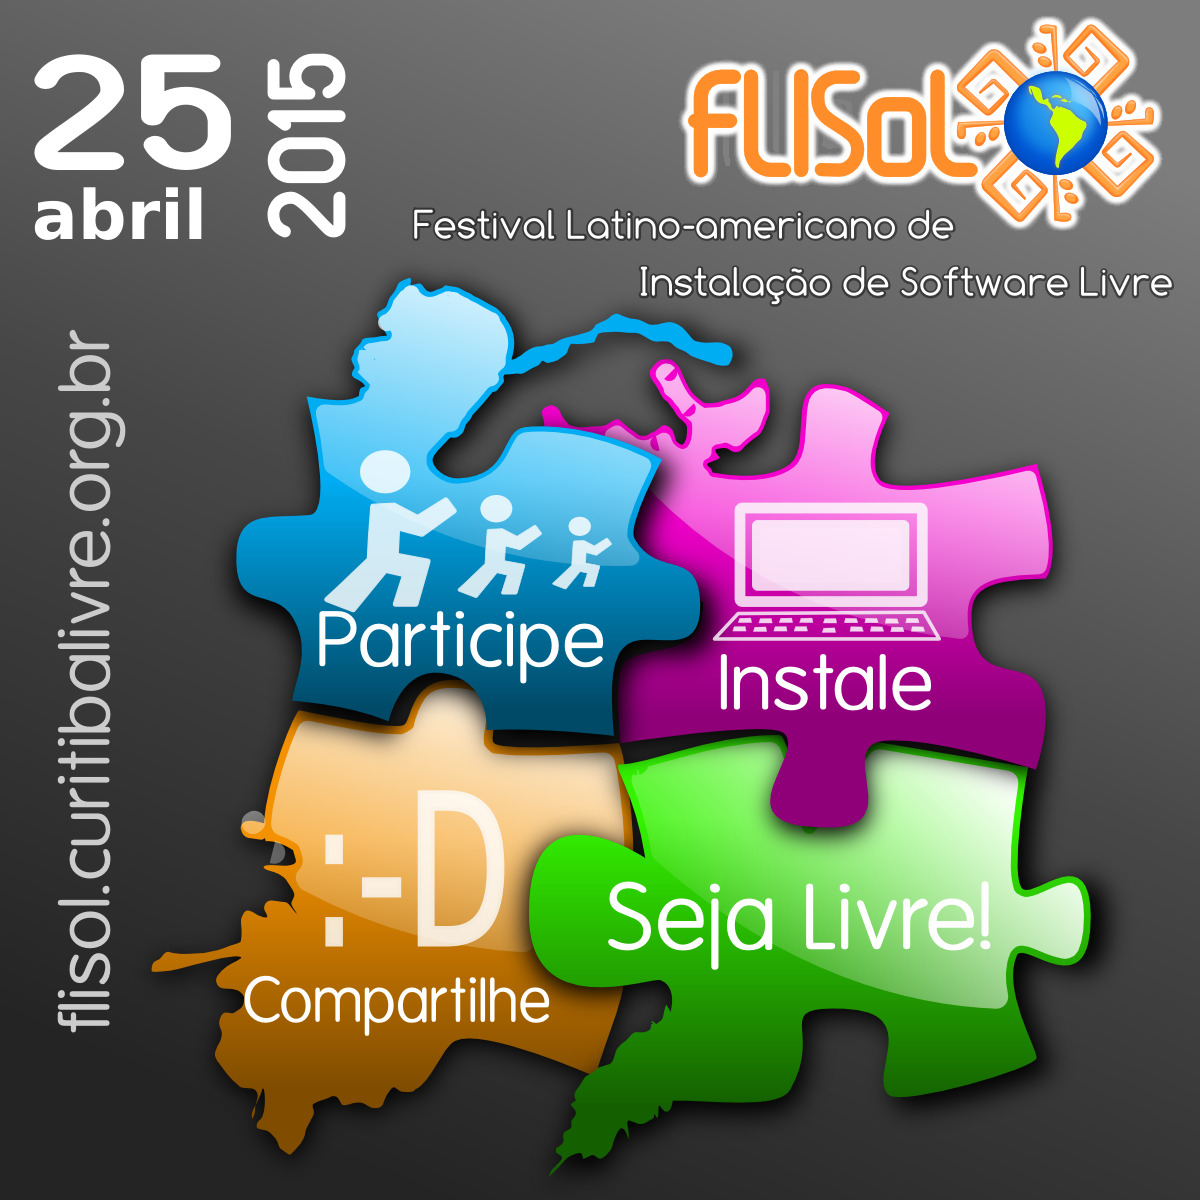 25
abril
2015
FLISoL
Festival Latino-americano de
Instalação de Software Livre
flisol.curitibalivre.org.br
Participe
Instale
:-D
Compartilhe
Seja Livre!